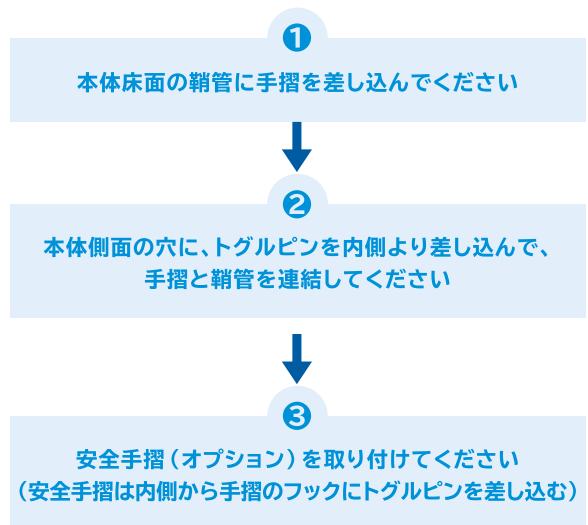 1
本体床面の鞘管に手摺を差し込んでください
2
本体側面の穴に、トグルピンを内側より差し込んで、
手摺と鞘管を連結してください
3
安全手摺(オプション)を取り付けてください
(安全手摺は内側から手摺のフックにトグルピンを差し込む)